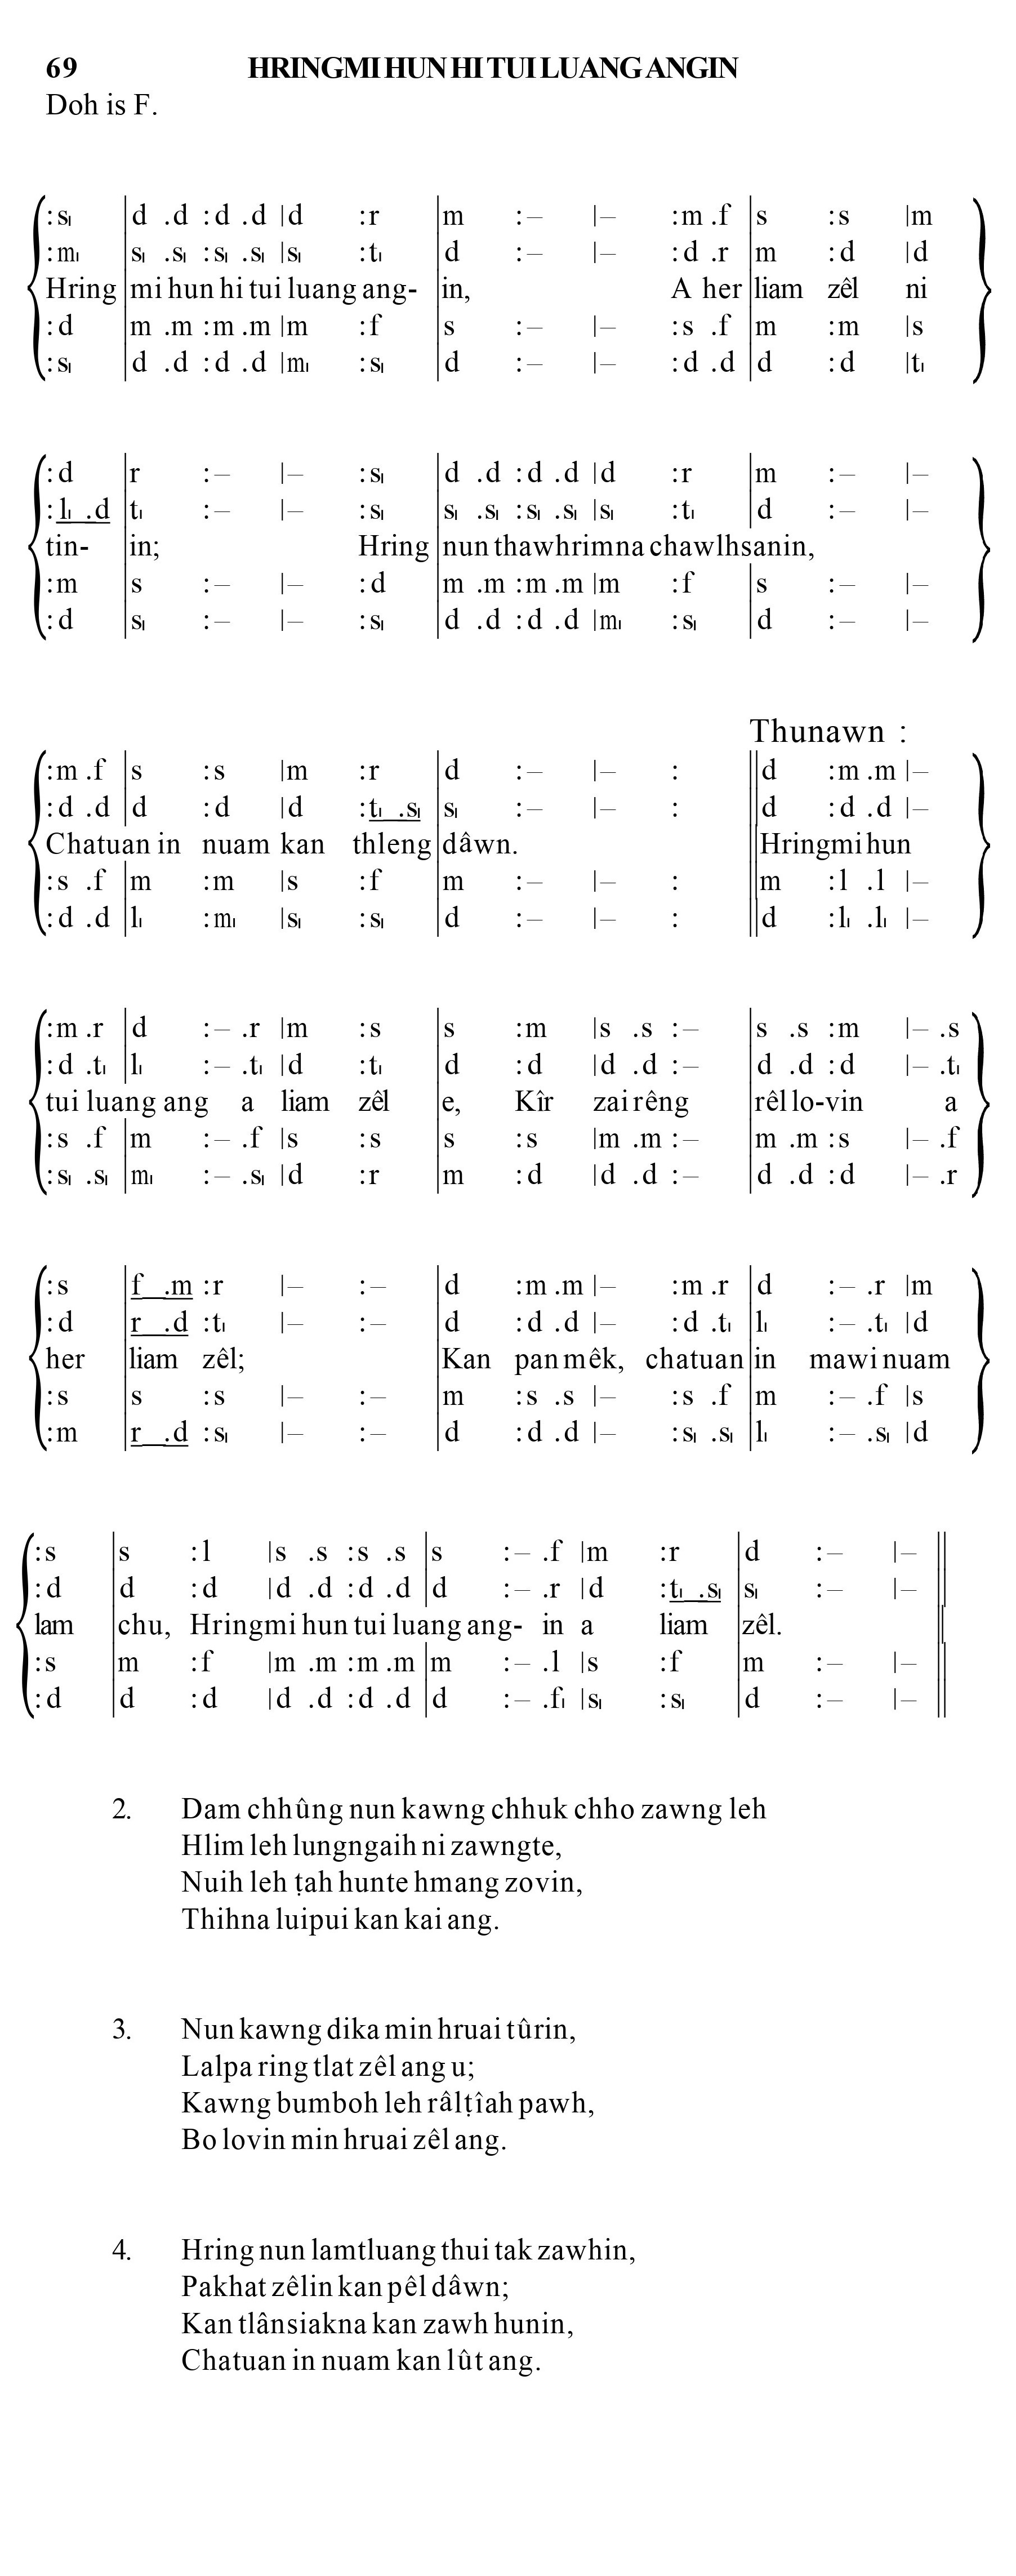 69 HRINGMI HUN HI TUI LUANG ANGIN
Doh is F.
:s| |d .d :d .d |d :r |m :– |– :m .f |s :s |m
:m| |s| .s| :s| .s| |s| :t| |d :– |– :d .r |m :d |d
Hring mi hun hi tui luang ang- in, A her liam zêl ni
:d |m .m :m .m |m :f |s :– |– :s .f |m :m |s
:s| |d .d :d .d |m| :s| |d :– |– :d .d |d :d |t|
:d |r :– |– :s| |d .d :d .d |d :r |m :– |–
:l| .d |t| :– |– :s| |s| .s| :s| .s| |s| :t| |d :– |–
tin- in; Hring nun thawhrimna chawlhsanin,
:m |s :– |– :d |m .m :m .m |m :f |s :– |–
:d |s| :– |– :s| |d .d :d .d |m| :s| |d :– |–
Thunawn :
:m .f |s :s |m :r |d :– |– : ||d :m .m |–
:d .d |d :d |d :t| .s| |s| :– |– : ||d :d .d |–
Chatuan in nuam kan thleng dâwn. Hringmi hun
:s .f |m :m |s :f |m :– |– : ||m :l .l |–
:d .d |l| :m| |s| :s| |d :– |– : ||d :l| .l| |–
:m .r |d :– .r |m :s |s :m |s .s :– |s .s :m |– .s
:d .t| |l| :– .t| |d :t| |d :d |d .d :– |d .d :d |– .t|
tui luang ang a liam zêl e, Kîr zai rêng rêl lo-vin a
:s .f |m :– .f |s :s |s :s |m .m :– |m .m :s |– .f
:s| .s| |m| :– .s| |d :r |m :d |d .d :– |d .d :d |– .r
:s |f .m :r |– :– |d :m .m |– :m .r |d :– .r |m
:d |r .d :t| |– :– |d :d .d |– :d .t| |l| :– .t| |d
her liam zêl; Kan pan mêk, chatuan in mawi nuam
:s |s :s |– :– |m :s .s |– :s .f |m :– .f |s
:m |r .d :s| |– :– |d :d .d |– :s| .s| |l| :– .s| |d
:s |s :l |s .s :s .s |s :– .f |m :r |d :– |– ||
:d |d :d |d .d :d .d |d :– .r |d :t| .s| |s| :– |– ||
lam chu, Hringmi hun tui luang ang- in a liam zêl.
:s |m :f |m .m :m .m |m :– .l |s :f |m :– |– ||
:d |d :d |d .d :d .d |d :– .f| |s| :s| |d :– |– ||
2. Dam chhûng nun kawng chhuk chho zawng leh
Hlim leh lungngaih ni zawngte,
Nuih leh ṭah hunte hmang zovin,
Thihna luipui kan kai ang.
3. Nun kawng dika min hruai tûrin,
Lalpa ring tlat zêl ang u;
Kawng bumboh leh râlṭîah pawh,
Bo lovin min hruai zêl ang.
4. Hring nun lamtluang thui tak zawhin,
Pakhat zêlin kan pêl dâwn;
Kan tlânsiakna kan zawh hunin,
Chatuan in nuam kan lût ang.